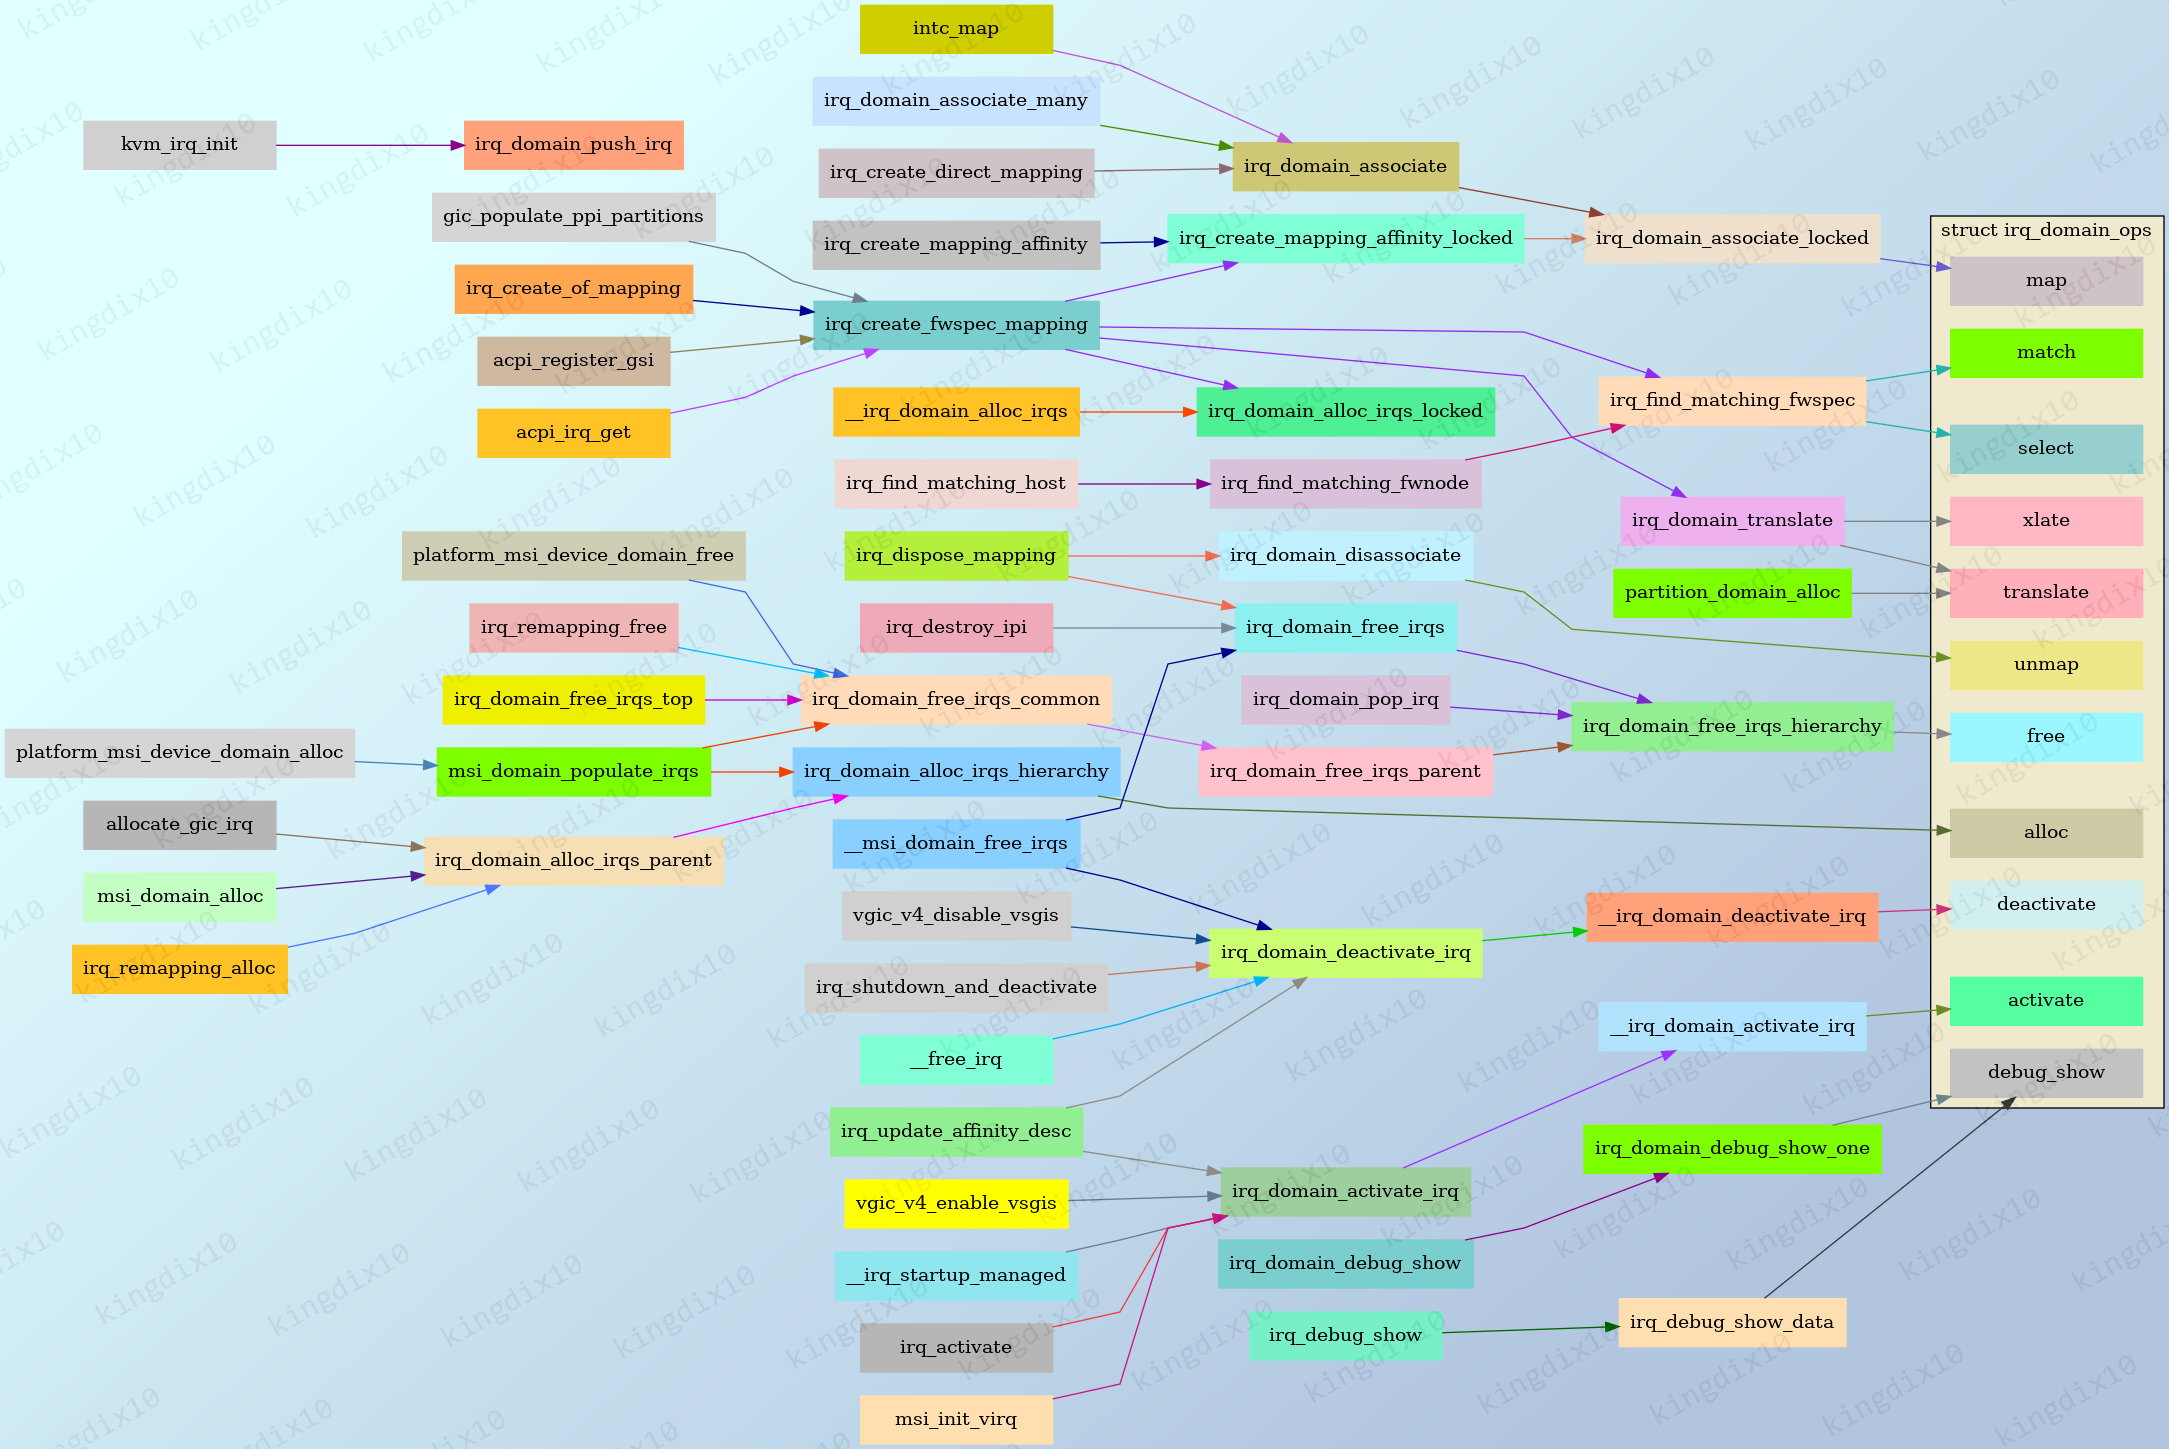 intc_map
irq_domain_associate_many
kvm_irq_init
irq_domain_push_irq
irq_create_direct_mapping
irq_domain_associate
gic_populate_ppi_partitions
irq_create_mapping_affinity
irq_create_mapping_affinity_locked
irq_domain_associate_locked
struct irq_domain_ops
map
irq_create_of_mapping
irq_create_fwspec_mapping
match
acpi_register_gsi
__irq_domain_alloc_irqs
irq_domain_alloc_irqs_locked
irq_find_matching_fwspec
acpi_irq_get
select
irq_find_matching_host
irq_find_matching_fwnode
irq_domain_translate
xlate
platform_msi_device_domain_free
irq_dispose_mapping
irq_domain_disassociate
partition_domain_alloc
translate
irq_remapping_free
irq_destroy_ipi
irq_domain_free_irqs
unmap
irq_domain_free_irqs_top
irq_domain_free_irqs_common
irq_domain_pop_irq
irq_domain_free_irqs_hierarchy
free
platform_msi_device_domain_alloc
msi_domain_populate_irqs
irq_domain_alloc_irqs_hierarchy
irq_domain_free_irqs_parent
allocate_gic_irq
irq_domain_alloc_irqs_parent
__msi_domain_free_irqs
alloc
msi_domain_alloc
vgic_v4_disable_vsgis
__irq_domain_deactivate_irq
deactivate
irq_remapping_alloc
irq_shutdown_and_deactivate
irq_domain_deactivate_irq
activate
__free_irq
__irq_domain_activate_irq
debug_show
irq_update_affinity_desc
irq_domain_debug_show_one
vgic_v4_enable_vsgis
irq_domain_activate_irq
__irq_startup_managed
irq_domain_debug_show
irq_activate
irq_debug_show
irq_debug_show_data
msi_init_virq
kingdix10